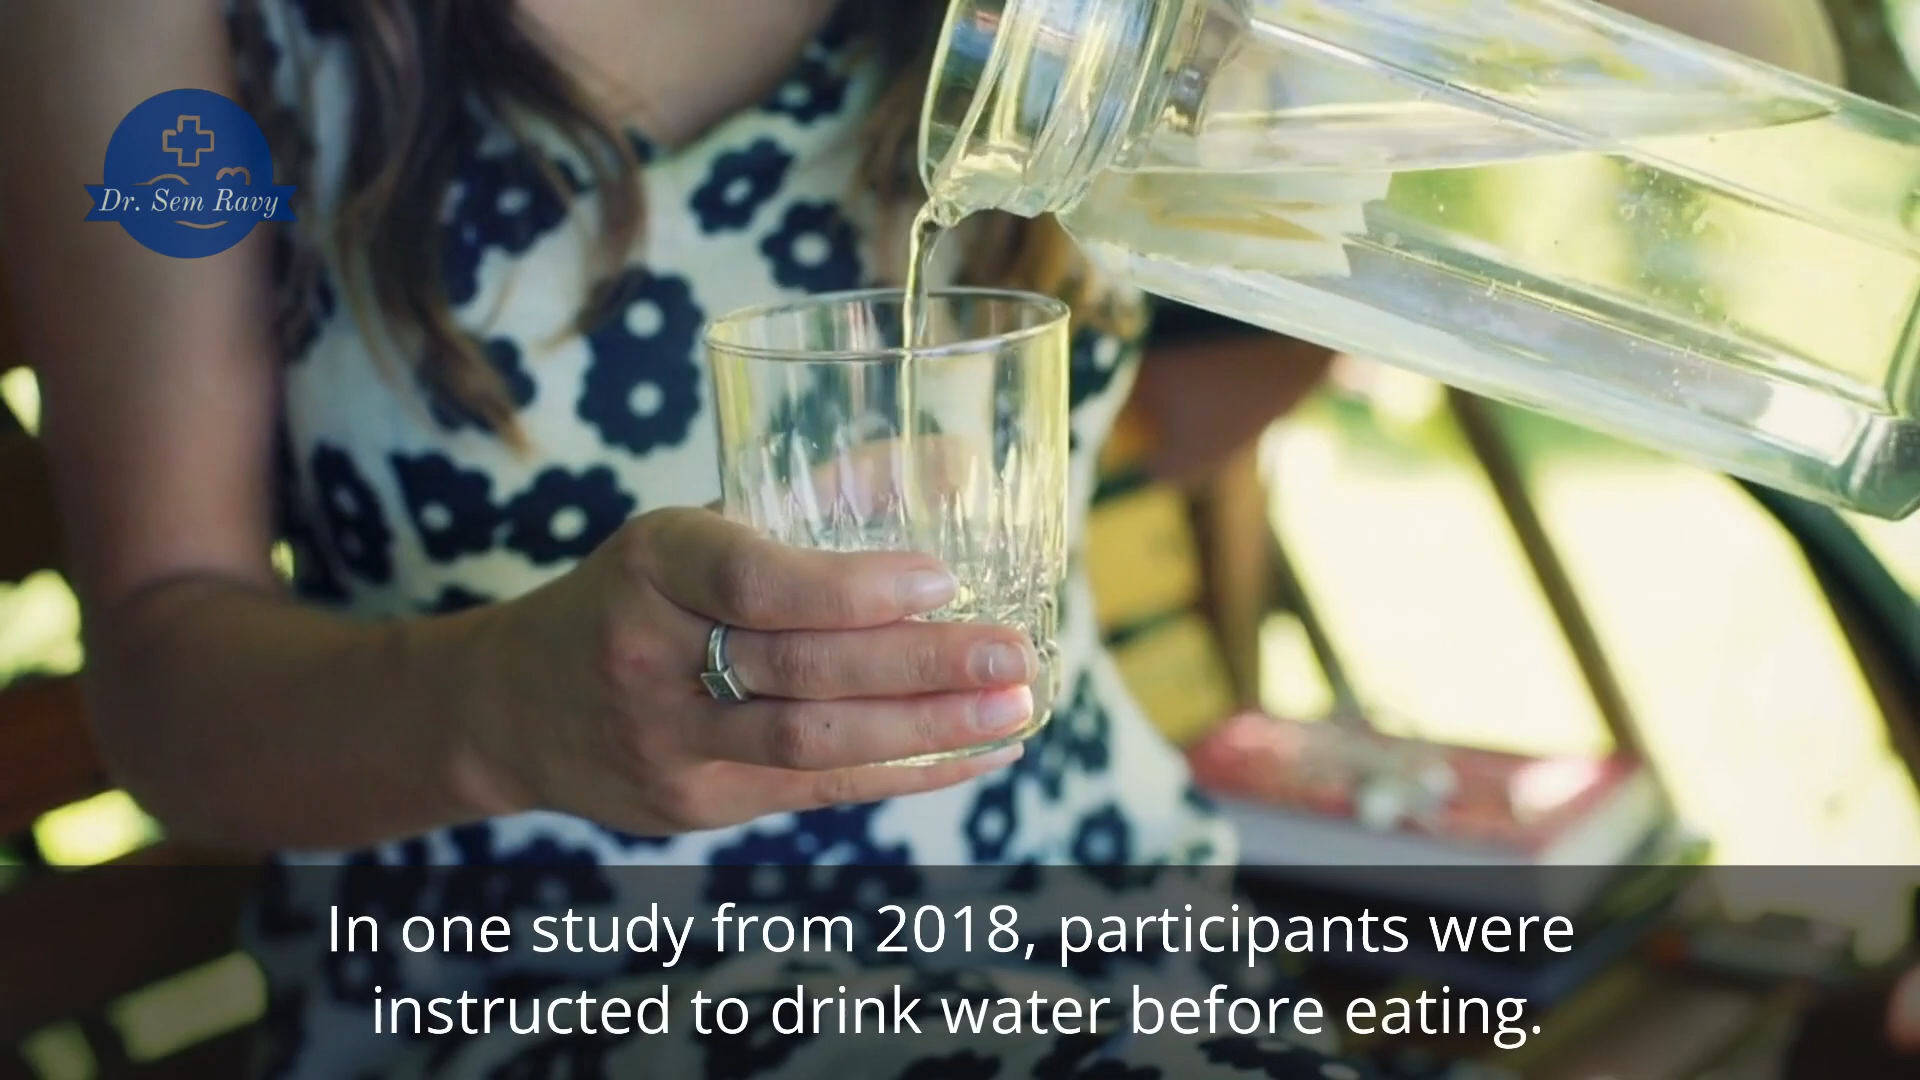 Dr. Sem Ravy
In one study from 2018, participants were
instructed to drink water before eating.